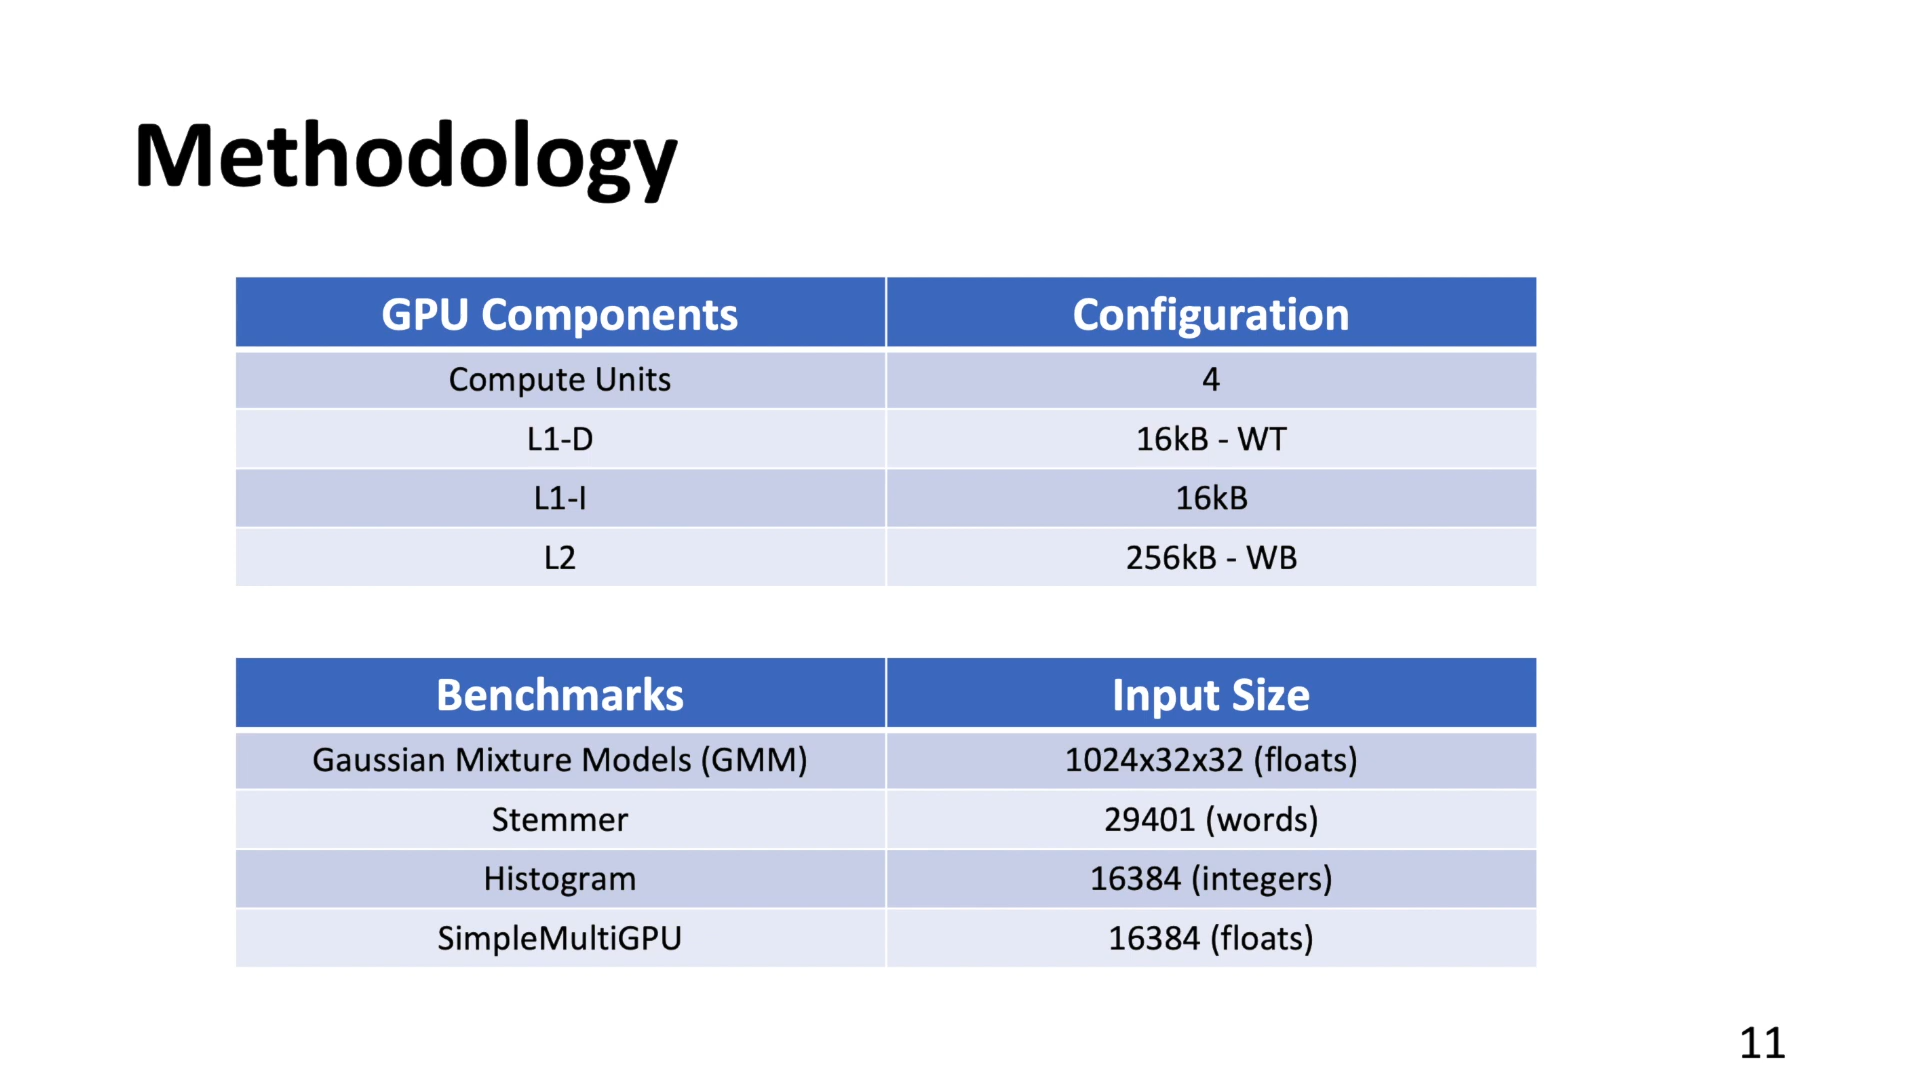 Methodology
GPU Components Configuration
Compute Units 4
L1-D 16kB - WT
L1-I 16kB
L2 256kB - WB
Benchmarks Input Size
Gaussian Mixture Models (GMM) 1024x32x32 (floats)
Stemmer 29401 (words)
Histogram 16384 (integers)
SimpleMultiGPU 16384 (floats)
11